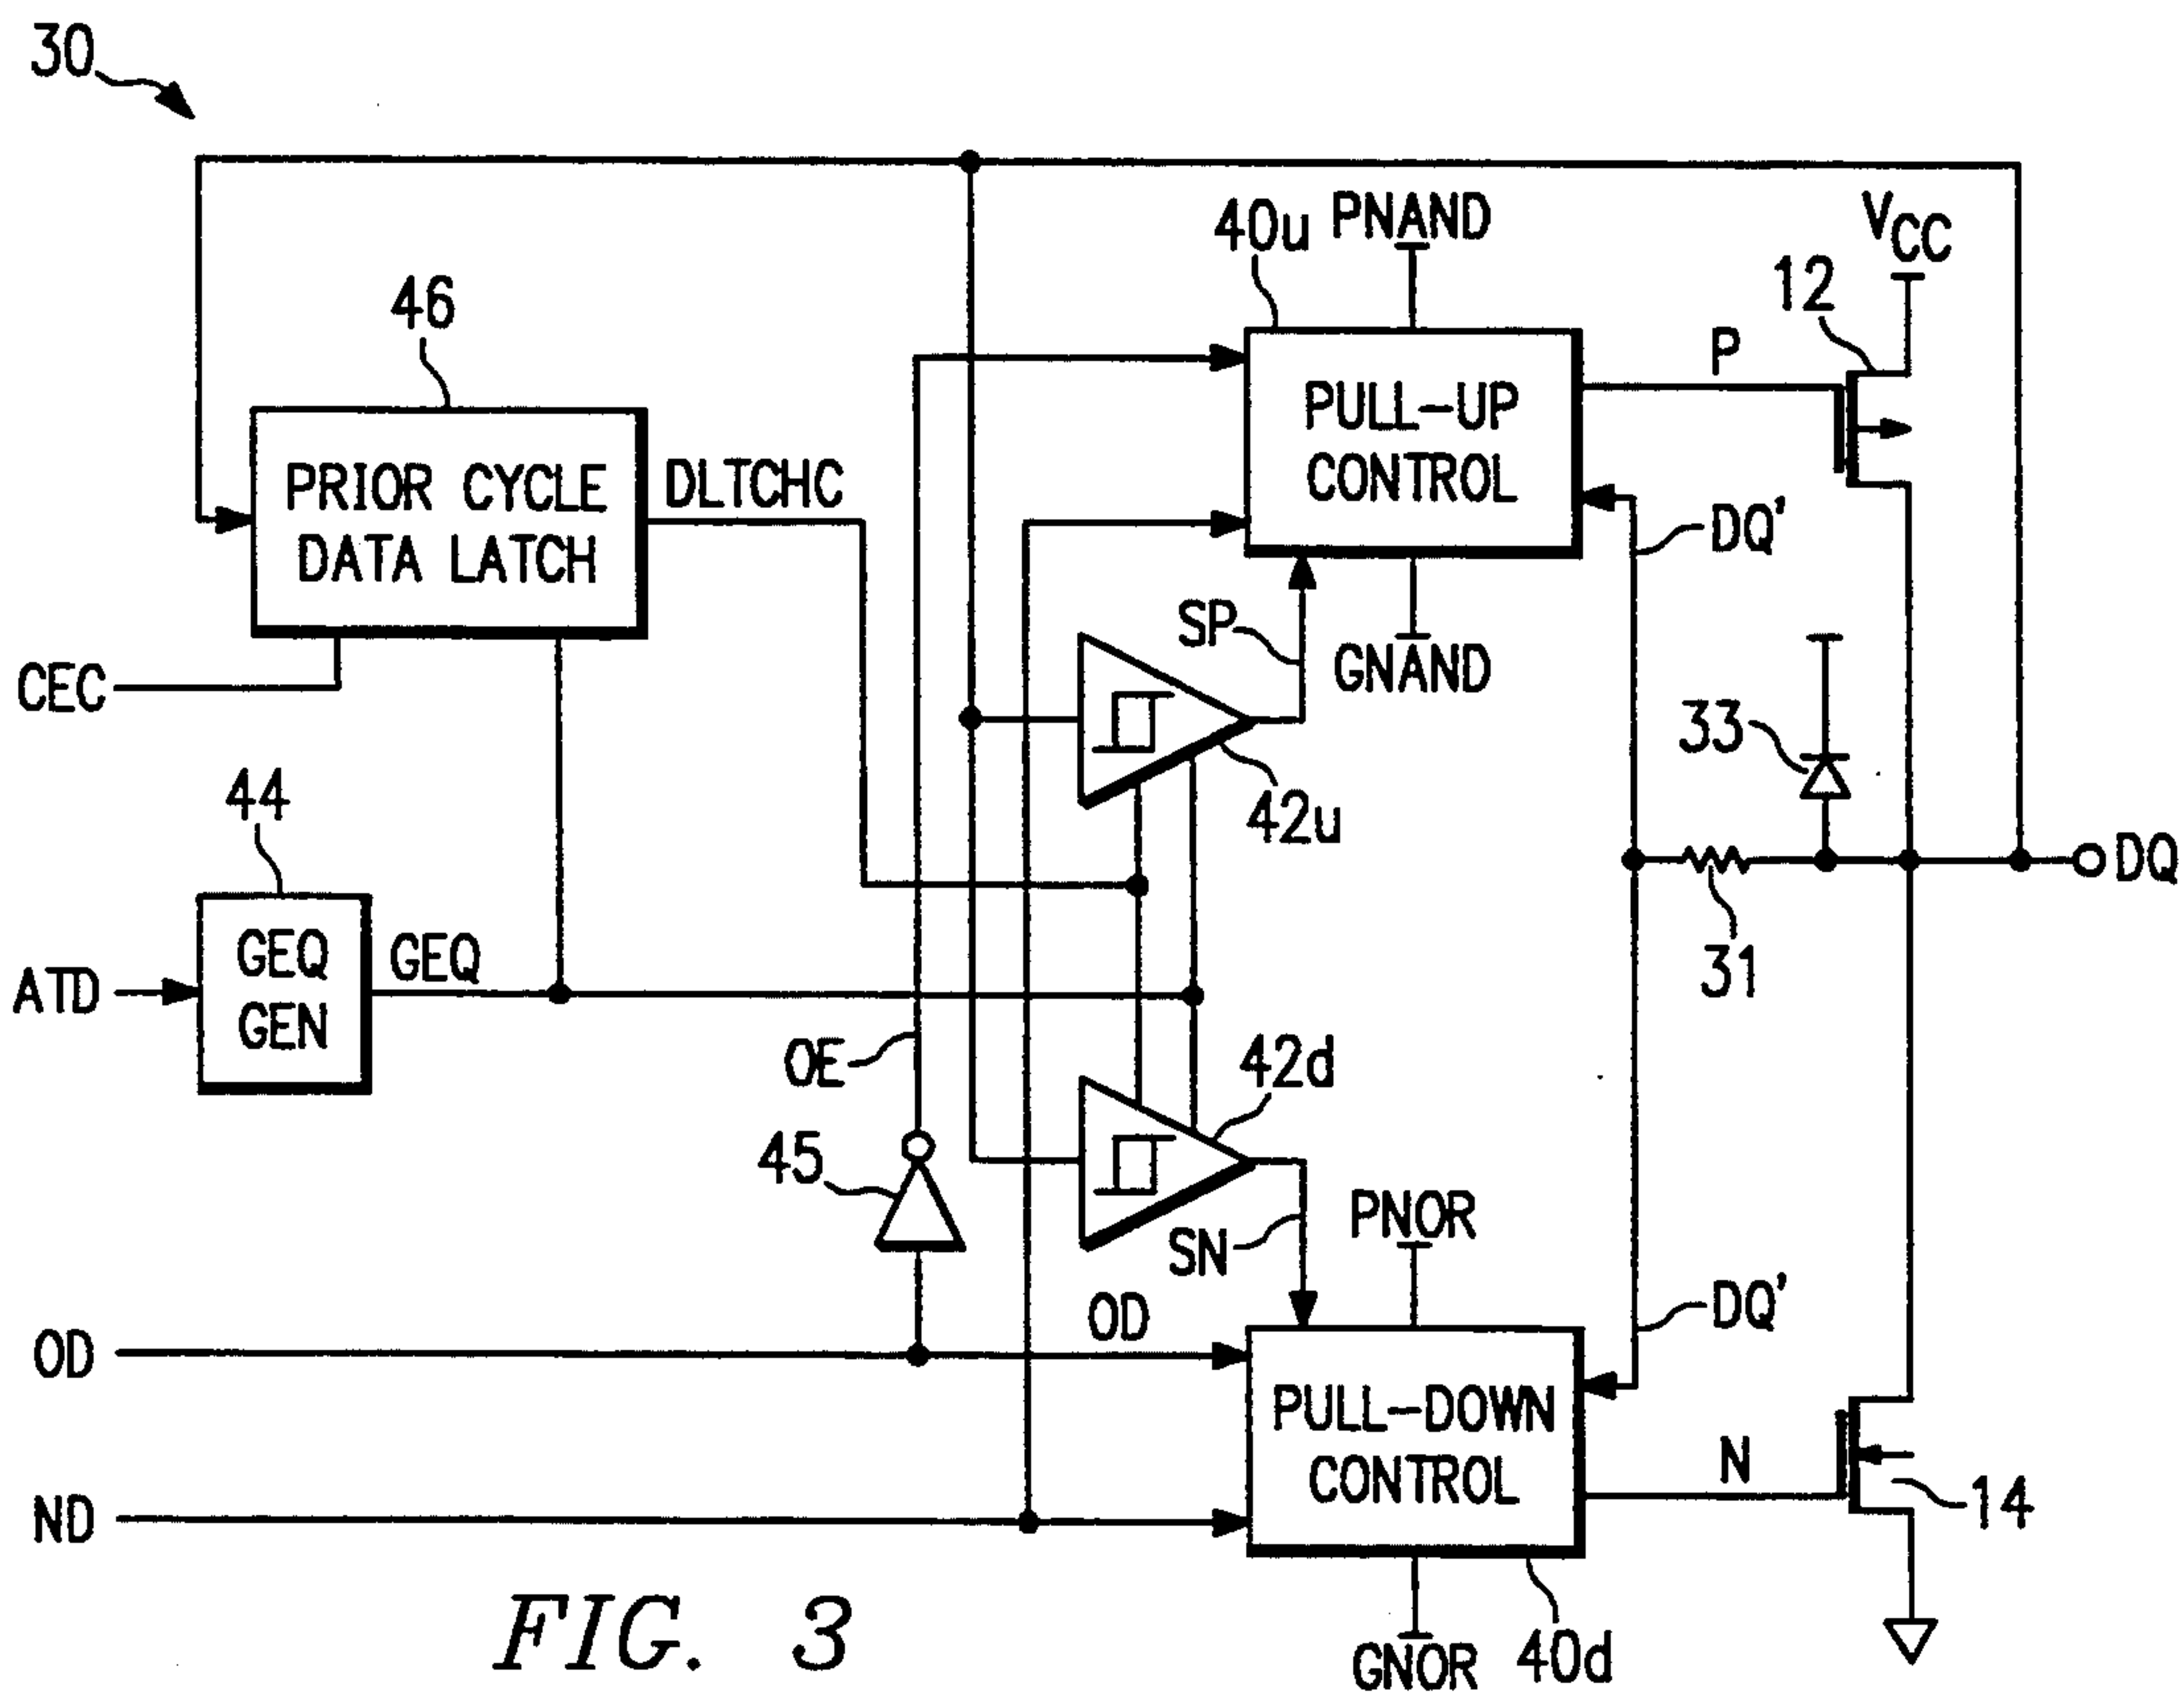 30
40u
PNAND
VCC
12
46
P
PULL-UP
CONTROL
PRIOR CYCLE
DATA LATCH
DLTCHC
DQ'
SP
GNAND
CEC
33
42u
44
DQ
GEQ
GEN
GEQ
ATD
31
OE
42d
45
SN
PNOR
OD
OD
DQ'
PULL-DOWN
CONTROL
N
14
ND
FIG. 3
GNOR
40d